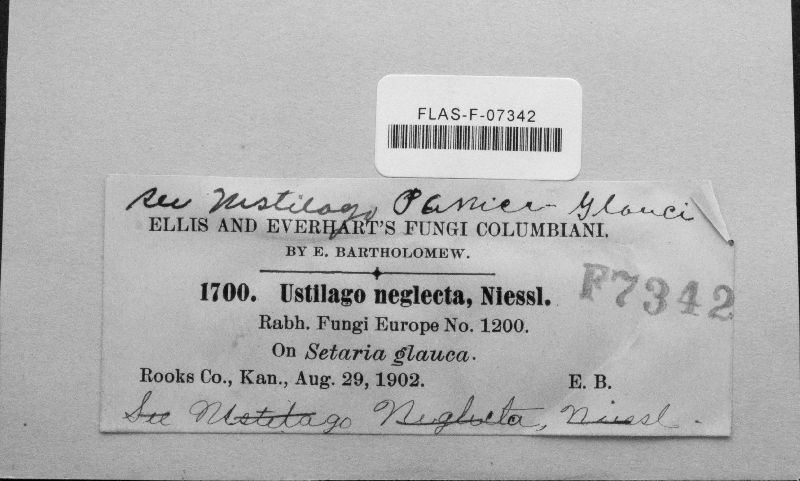 FLAS-F-07342
see Ustilago Panici-Glauci
ELLIS AND EVERHART'S FUNGI COLUMBIANI.
BY E. BARTHOLOMEW.
1700. Ustilago neglecta, Niessl.
F7342
Rabh. Fungi Europe No. 1200.
On Setaria glauca.
Rooks Co., Kan., Aug. 29, 1902. E. B.
See Ustilago Neglecta, Niessl.